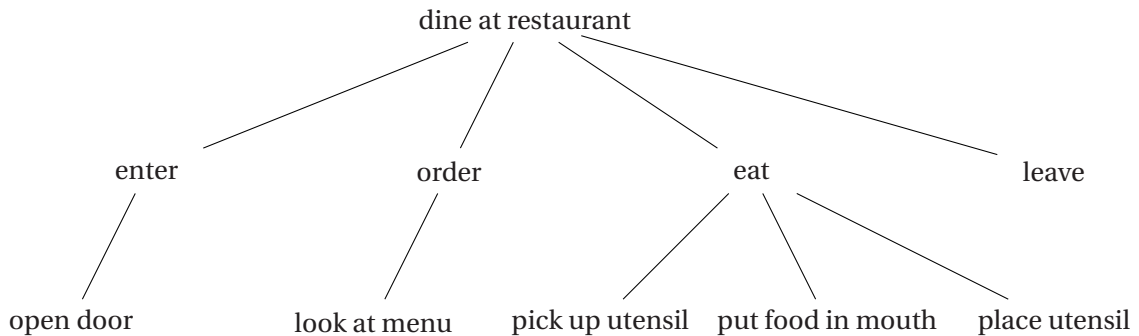 dine at restaurant
enter order eat leave
open door look at menu pick up utensil put food in mouth place utensil